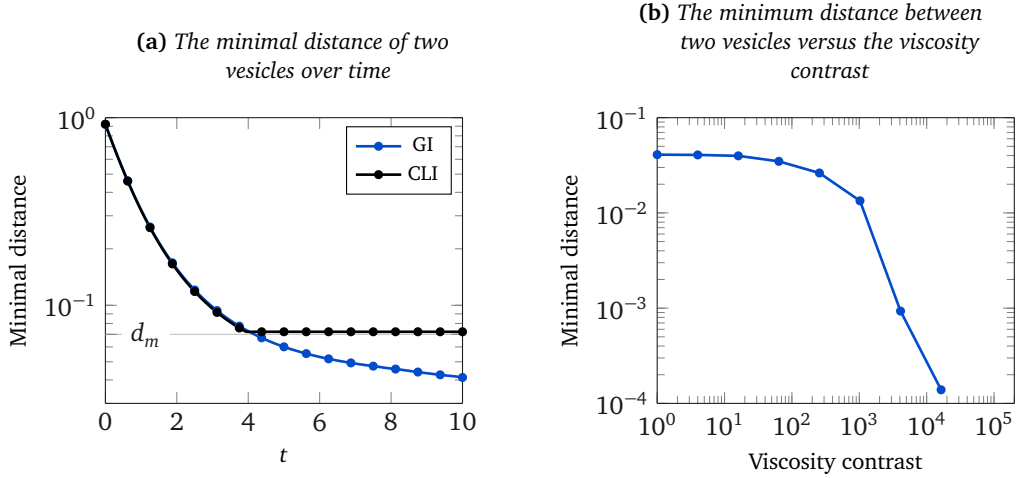 (a) The minimal distance of two
vesicles over time
10^0
10^{-1}
Minimal distance
d_m
GI
CLI
0 2 4 6 8 10
t
(b) The minimum distance between
two vesicles versus the viscosity
contrast
10^{-1}
10^{-2}
10^{-3}
10^{-4}
Minimal distance
10^0 10^1 10^2 10^3 10^4 10^5
Viscosity contrast